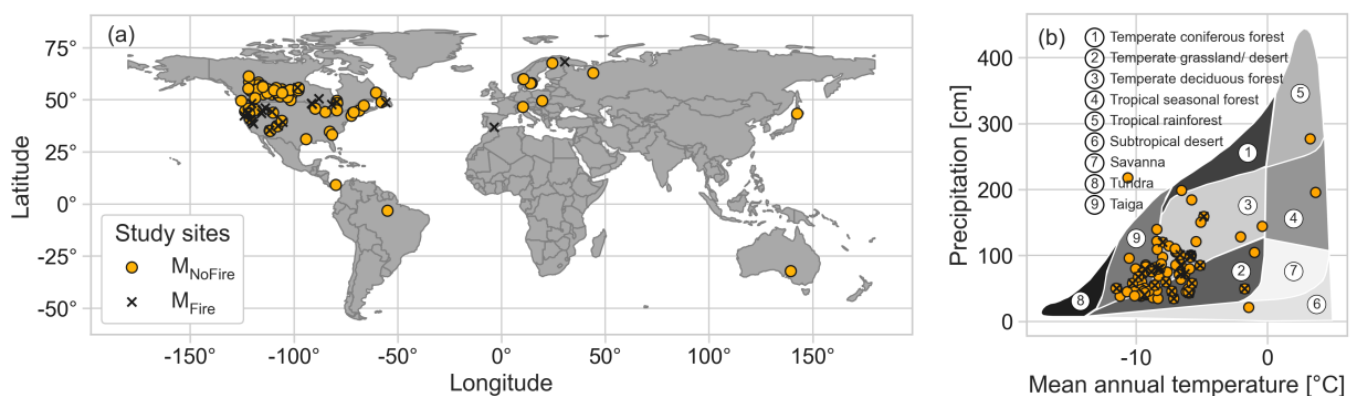 (a)
75°
50°
25°
0°
-25°
-50°
Latitude
Study sites
M_NoFire
M_Fire
-150°
-100°
-50°
0°
50°
100°
150°
Longitude
(b)
1 Temperate coniferous forest
2 Temperate grassland/ desert
3 Temperate deciduous forest
4 Tropical seasonal forest
5 Tropical rainforest
6 Subtropical desert
7 Savanna
8 Tundra
9 Taiga
400
300
200
100
0
Precipitation [cm]
5
1
3
4
9
2
7
8
6
-10
0
Mean annual temperature [°C]